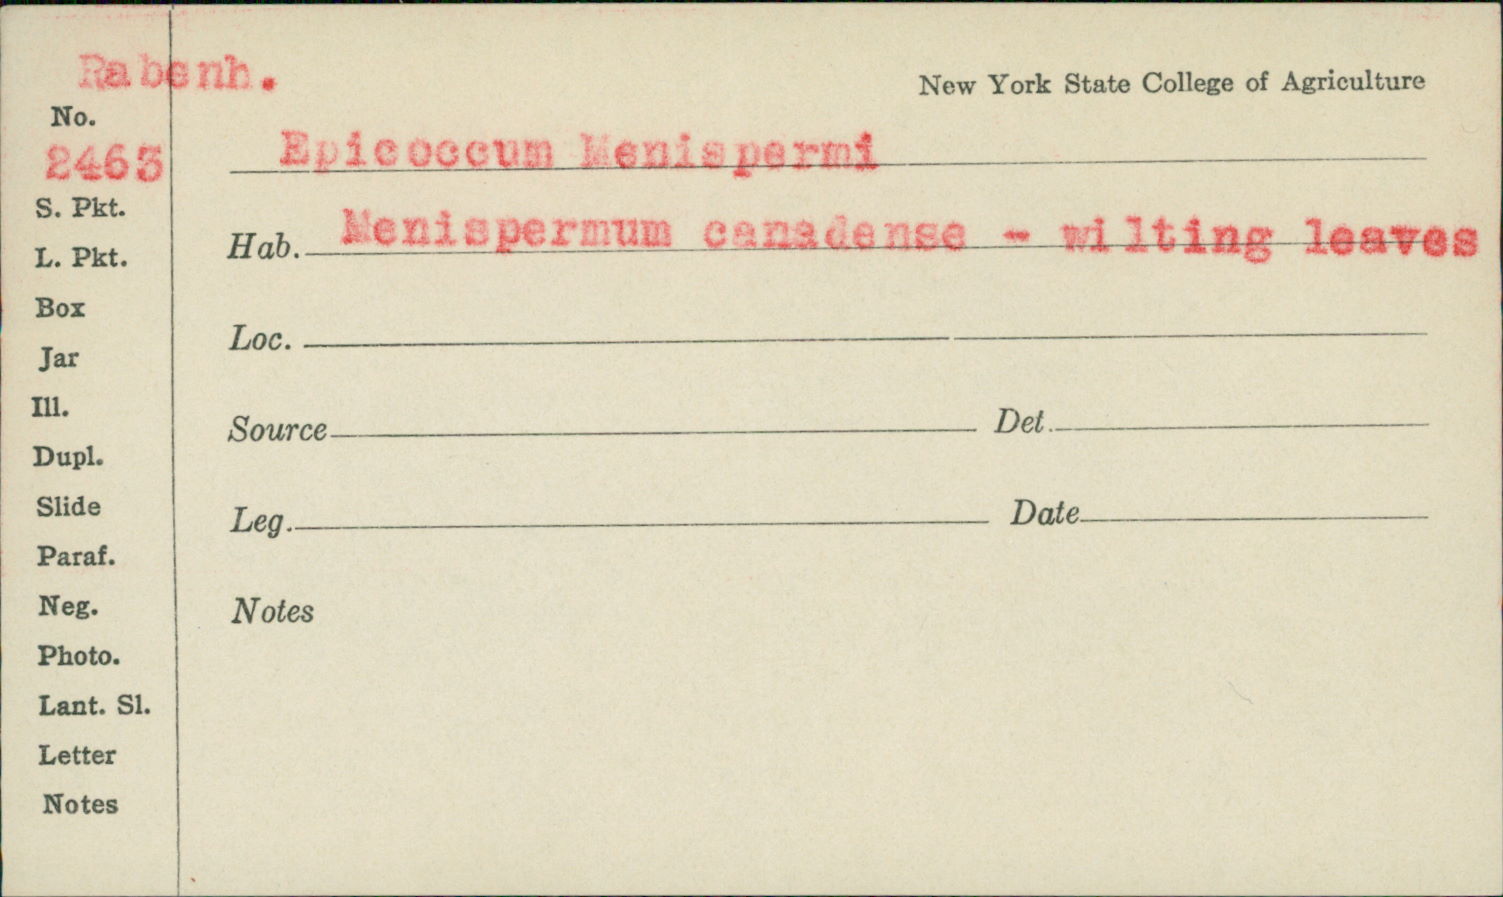 Rabenh.
New York State College of Agriculture
No.
2463
Epicoccum Menispermi
S. Pkt.
Hab. Menispermum canadense - wilting leaves
L. Pkt.
Box
Loc.
Jar
Ill.
Source Det.
Dupl.
Slide
Leg. Date
Paraf.
Neg.
Notes
Photo.
Lant. Sl.
Letter
Notes